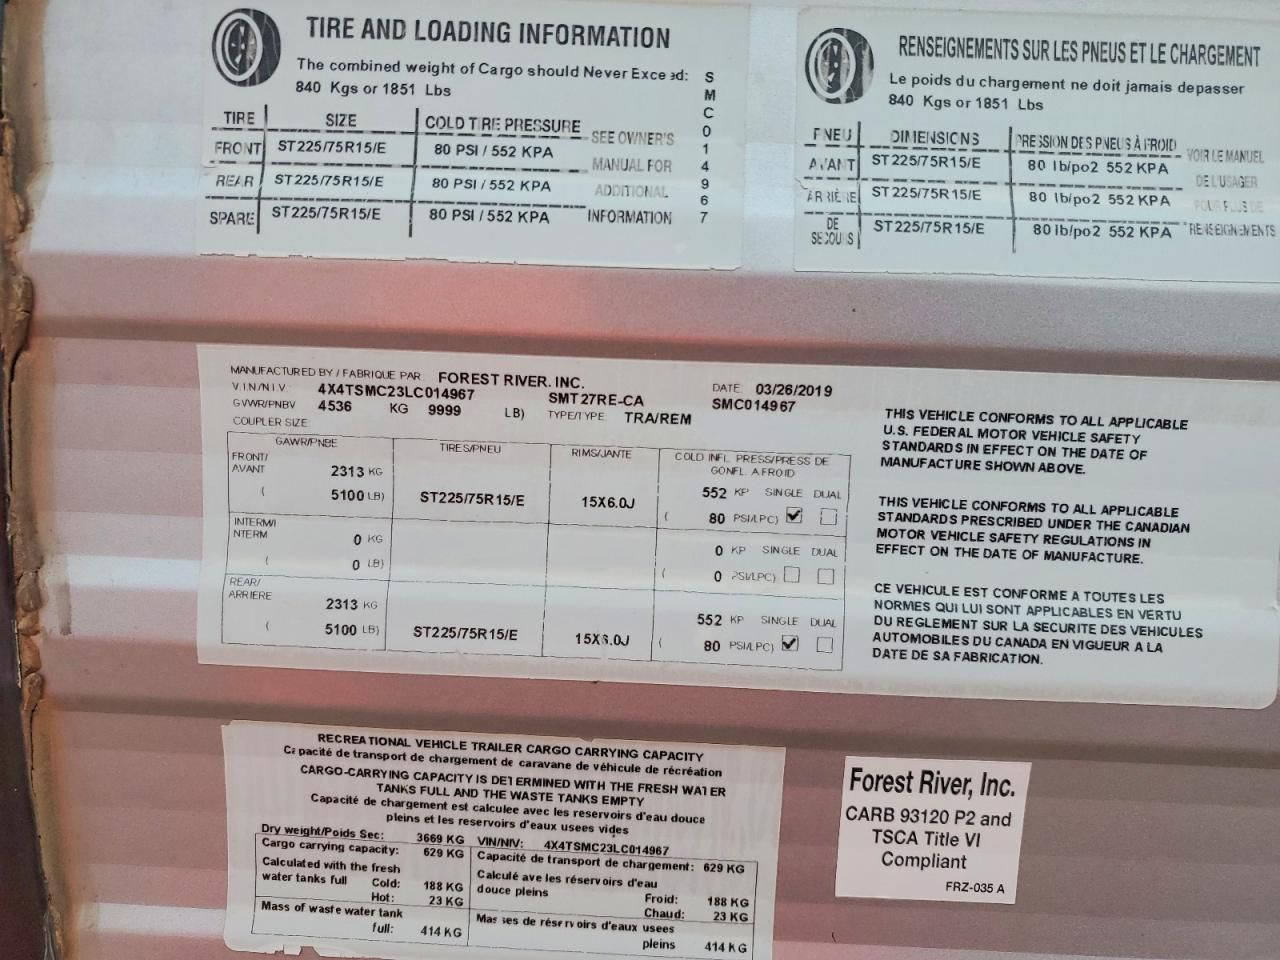 TIRE AND LOADING INFORMATION
The combined weight of Cargo should Never Exceed:
840 Kgs or 1851 Lbs
TIRE SIZE COLD TIRE PRESSURE SEE OWNER'S
FRONT ST225/75R15/E 80 PSI / 552 KPA MANUAL FOR
REAR ST225/75R15/E 80 PSI / 552 KPA ADDITIONAL
SPARE ST225/75R15/E 80 PSI / 552 KPA INFORMATION
SMC014967
RENSEIGNEMENTS SUR LES PNEUS ET LE CHARGEMENT
Le poids du chargement ne doit jamais depasser
840 Kgs or 1851 Lbs
PNEU DIMENSIONS PRESSION DES PNEUS À FROID VOIR LE MANUEL
AVANT ST225/75R15/E 80 lb/po2 552 KPA DE L'USAGER
ARRIÈRE ST225/75R15/E 80 lb/po2 552 KPA POUR PLUS DE
DE SECOURS ST225/75R15/E 80 lb/po2 552 KPA RENSEIGNEMENTS
MANUFACTURED BY / FABRIQUE PAR: FOREST RIVER, INC. DATE: 03/26/2019
V.I.N/N.I.V.: 4X4TSMC23LC014967 SMT27RE-CA SMC014967
GVWR/PNBV 4536 KG 9999 LB) TYPE/TYPE: TRA/REM
COUPLER SIZE:
GAWR/PNBE TIRES/PNEU RIMS/JANTE COLD INFL. PRESS/PRESS DE
GONFL. A FROID
FRONT/
AVANT 2313 KG 552 KP SINGLE DUAL
( 5100 LB) ST225/75R15/E 15X6.0J ( 80 PSI/LPC)
INTERM/
NTERM 0 KG 0 KP SINGLE DUAL
( 0 LB) ( 0 PSI/LPC)
REAR/
ARRIERE 2313 KG 552 KP SINGLE DUAL
( 5100 LB) ST225/75R15/E 15X6.0J ( 80 PSI/LPC)
THIS VEHICLE CONFORMS TO ALL APPLICABLE
U.S. FEDERAL MOTOR VEHICLE SAFETY
STANDARDS IN EFFECT ON THE DATE OF
MANUFACTURE SHOWN ABOVE.
THIS VEHICLE CONFORMS TO ALL APPLICABLE
STANDARDS PRESCRIBED UNDER THE CANADIAN
MOTOR VEHICLE SAFETY REGULATIONS IN
EFFECT ON THE DATE OF MANUFACTURE.
CE VEHICULE EST CONFORME A TOUTES LES
NORMES QUI LUI SONT APPLICABLES EN VERTU
DU REGLEMENT SUR LA SECURITE DES VEHICULES
AUTOMOBILES DU CANADA EN VIGUEUR A LA
DATE DE SA FABRICATION.
RECREATIONAL VEHICLE TRAILER CARGO CARRYING CAPACITY
Capacité de transport de chargement de caravane de véhicule de récréation
CARGO-CARRYING CAPACITY IS DETERMINED WITH THE FRESH WATER
TANKS FULL AND THE WASTE TANKS EMPTY
Capacité de chargement est calculee avec les reservoirs d'eau douce
pleins et les reservoirs d'eaux usees vides
Dry weight/Poids Sec: 3669 KG VIN/NIV: 4X4TSMC23LC014967
Cargo carrying capacity: 629 KG Capacité de transport de chargement: 629 KG
Calculated with the fresh Calculé ave les réservoirs d'eau
water tanks full Cold: 188 KG douce pleins Froid: 188 KG
Hot: 23 KG Chaud: 23 KG
Mass of waste water tank Masses de réservoirs d'eaux usees
full: 414 KG pleins 414 KG
Forest River, Inc.
CARB 93120 P2 and
TSCA Title VI
Compliant
FRZ-035 A